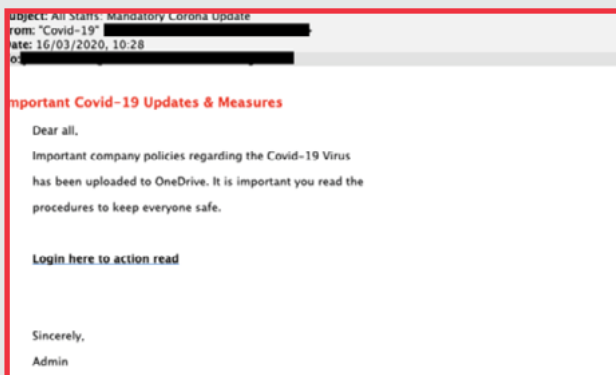 ubject: All Staffs: Mandatory Corona Update
rom: "Covid-19"
ate: 16/03/2020, 10:28
o:
mportant Covid-19 Updates & Measures
Dear all,
Important company policies regarding the Covid-19 Virus
has been uploaded to OneDrive. It is important you read the
procedures to keep everyone safe.
Login here to action read
Sincerely,
Admin